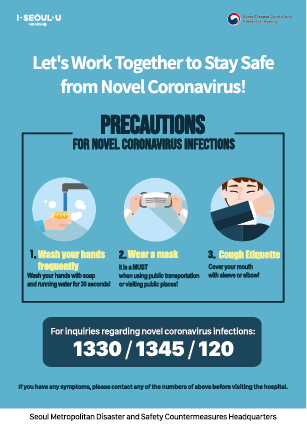 I·SEOUL·U
Let's Work Together to Stay Safe
from Novel Coronavirus!
PRECAUTIONS
FOR NOVEL CORONAVIRUS INFECTIONS
SOAP
1. Wash your hands
frequently
Wash your hands with soap
and running water for 30 seconds!
2. Wear a mask
It is a MUST
when using public transportation
or visiting public places!
3. Cough Etiquette
Cover your mouth
with sleeve or elbow!
For inquiries regarding novel coronavirus infections:
1330 / 1345 / 120
If you have any symptoms, please contact any of the numbers of above before visiting the hospital.
Seoul Metropolitan Disaster and Safety Countermeasures Headquarters